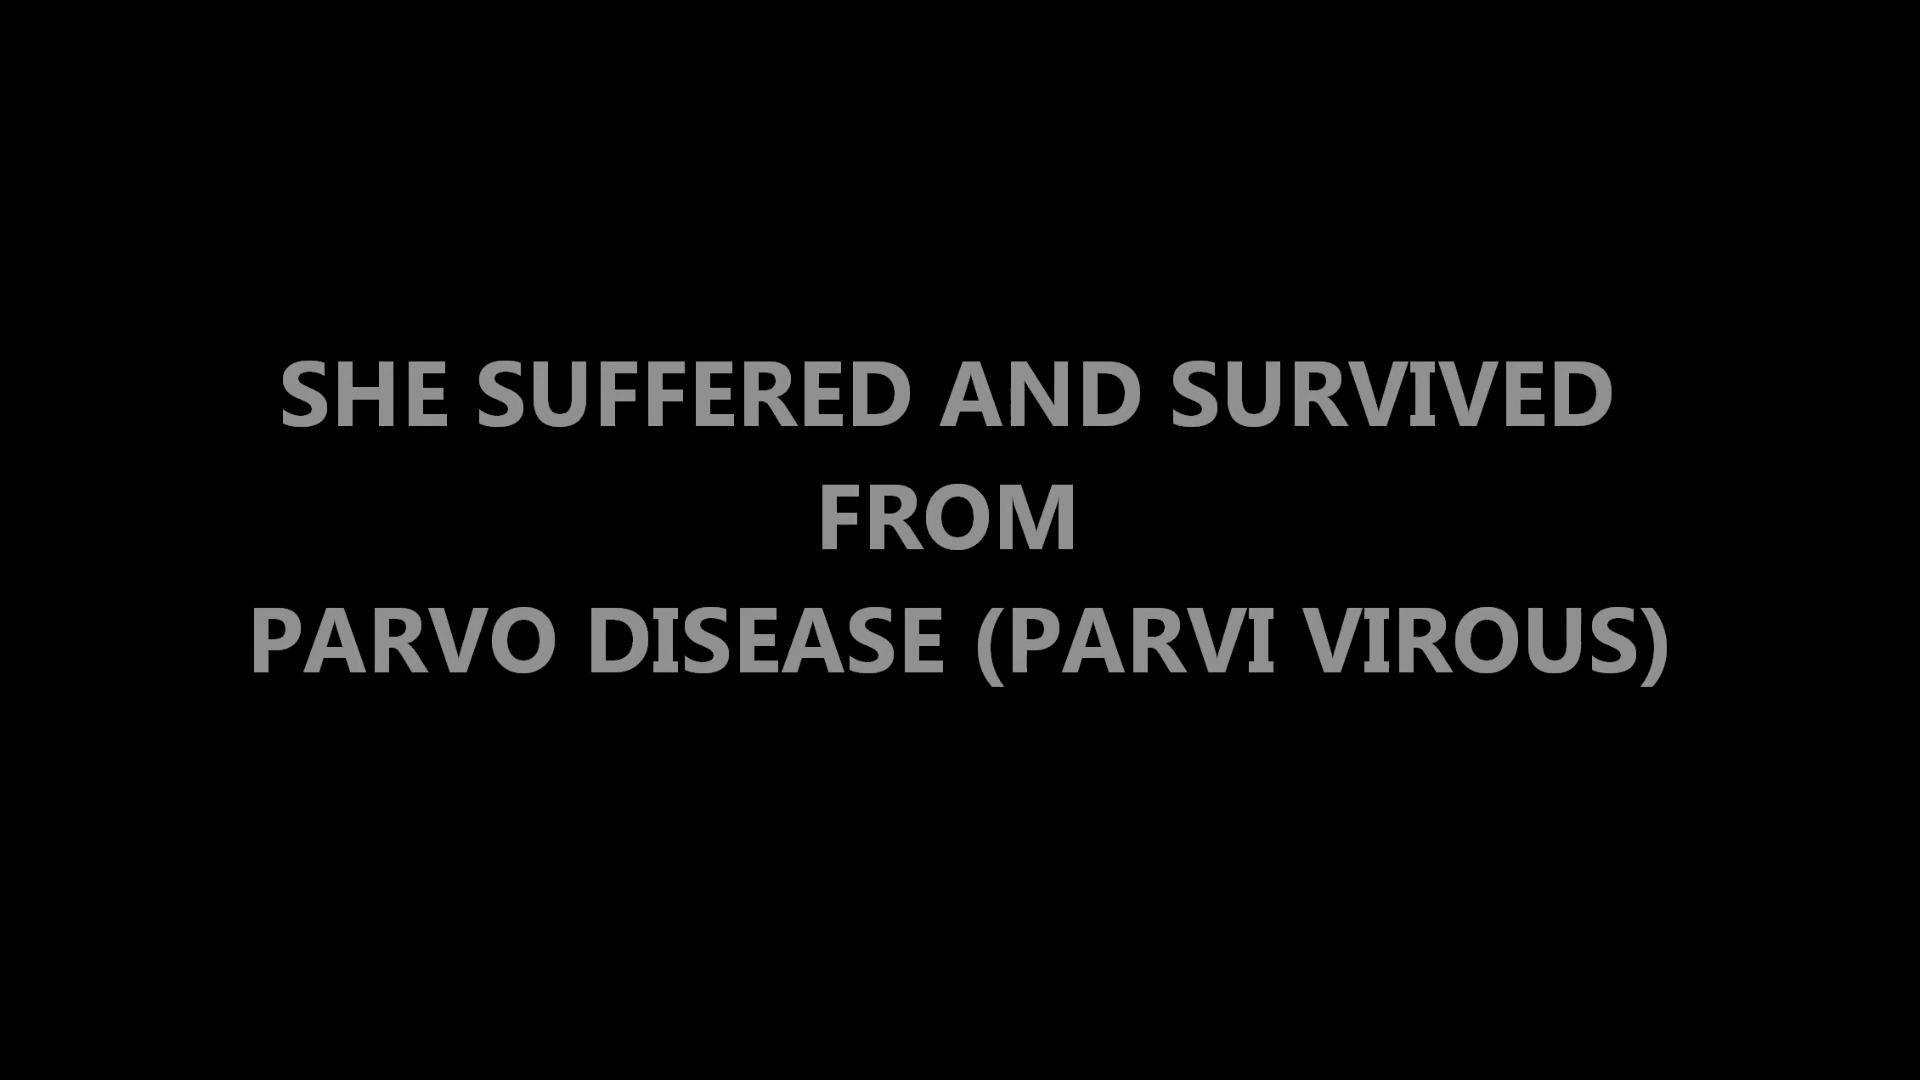 SHE SUFFERED AND SURVIVED
FROM
PARVO DISEASE (PARVI VIROUS)